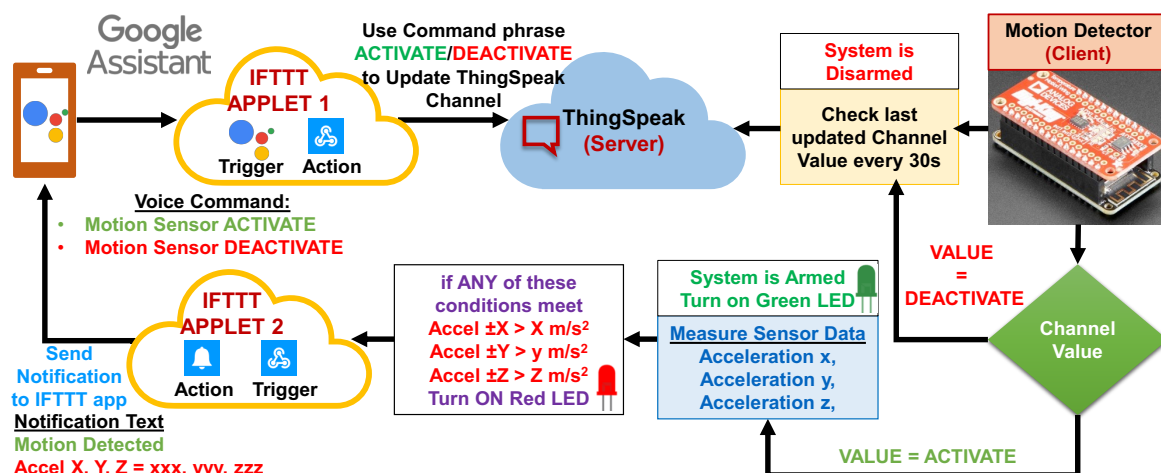 Google
Assistant
IFTTT
APPLET 1
Trigger
Action
Use Command phrase
ACTIVATE/DEACTIVATE
to Update ThingSpeak
Channel
ThingSpeak
(Server)
System is
Disarmed
Check last
updated Channel
Value every 30s
Motion Detector
(Client)
Voice Command:
• Motion Sensor ACTIVATE
• Motion Sensor DEACTIVATE
VALUE
=
DEACTIVATE
Channel
Value
VALUE = ACTIVATE
System is Armed
Turn on Green LED
Measure Sensor Data
Acceleration x,
Acceleration y,
Acceleration z,
if ANY of these
conditions meet
Accel ±X > X m/s²
Accel ±Y > y m/s²
Accel ±Z > Z m/s²
Turn ON Red LED
IFTTT
APPLET 2
Action
Trigger
Send
Notification
to IFTTT app
Notification Text
Motion Detected
Accel X, Y, Z = xxx, yyy, zzz